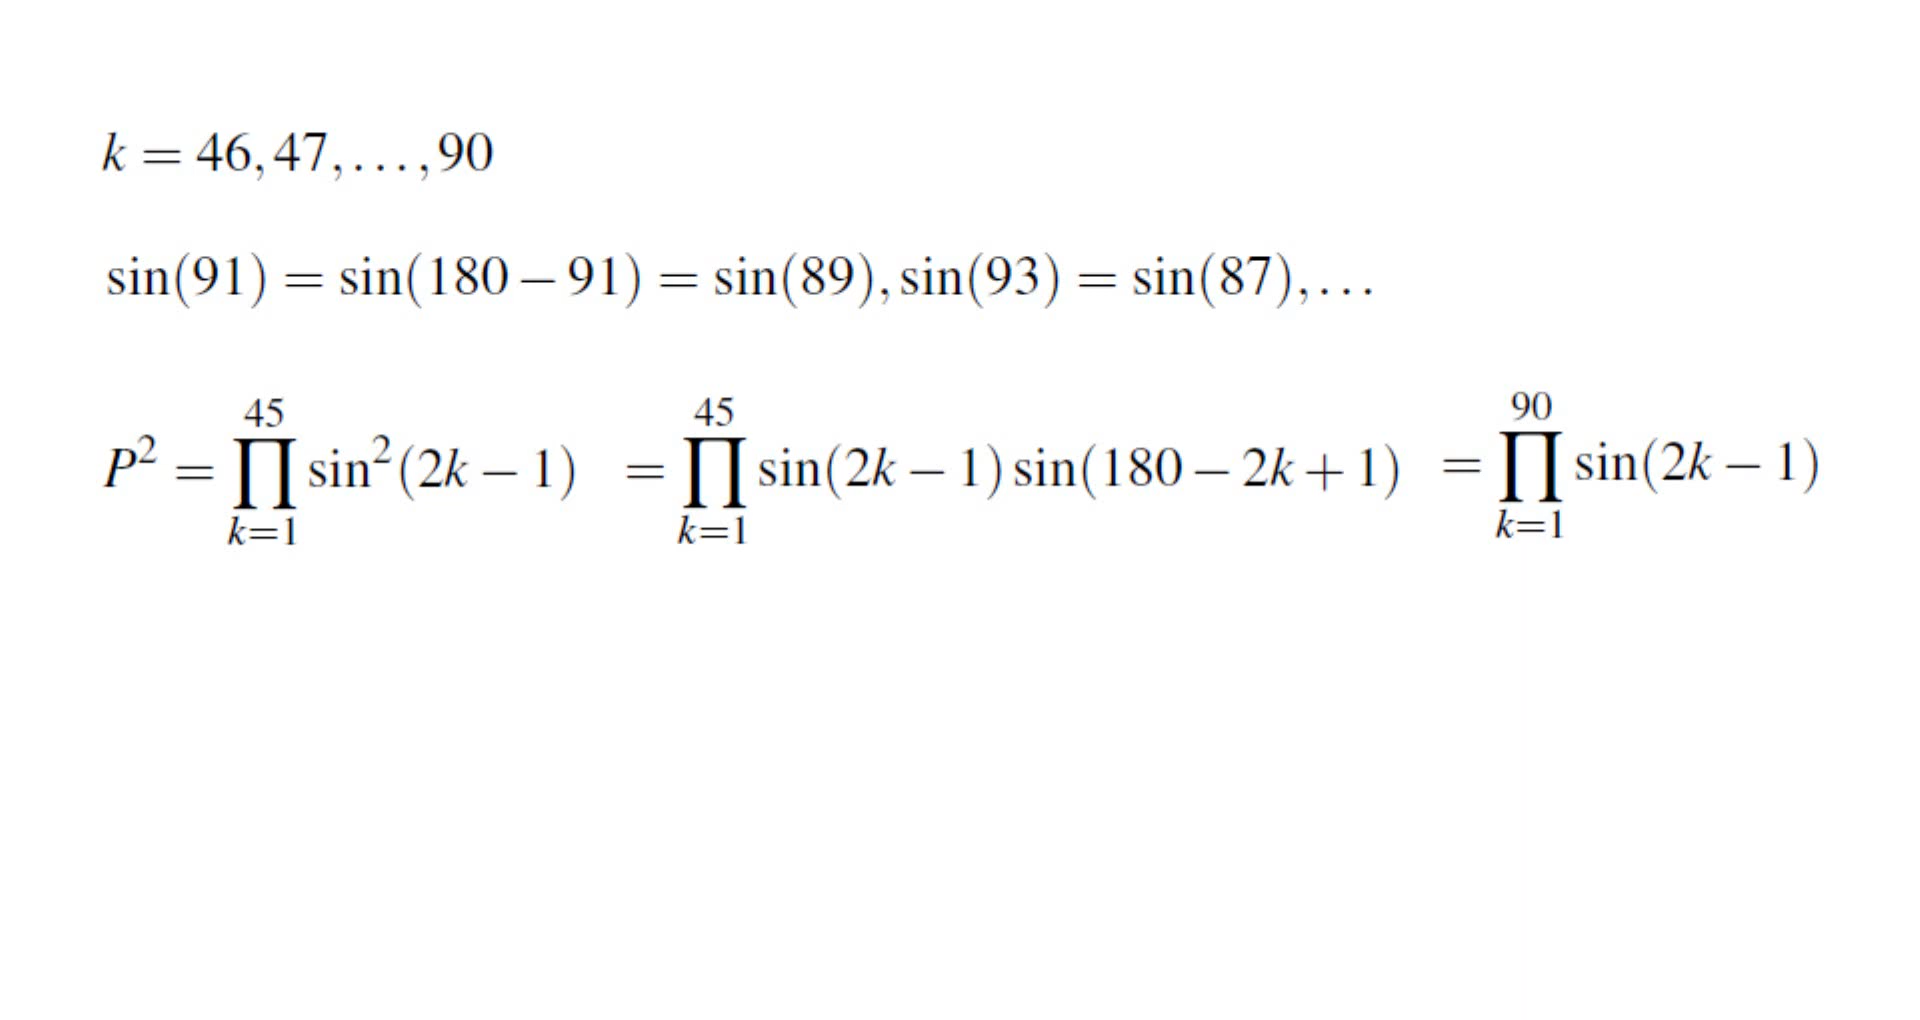 k = 46, 47, …, 90
sin(91) = sin(180 − 91) = sin(89), sin(93) = sin(87), …
P² = ∏_{k=1}^{45} sin²(2k − 1) = ∏_{k=1}^{45} sin(2k − 1) sin(180 − 2k + 1) = ∏_{k=1}^{90} sin(2k − 1)